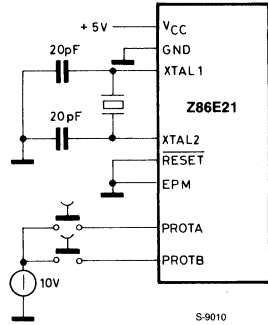 + 5V
VCC
GND
20pF
XTAL1
Z86E21
20pF
XTAL2
RESET
EPM
PROTA
PROTB
10V
S-9010